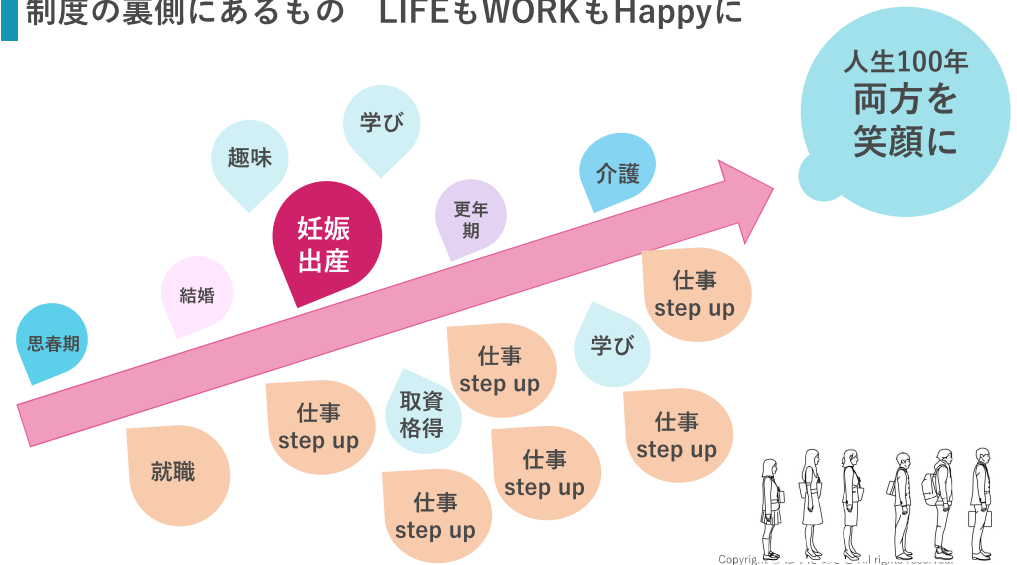 制度の裏側にあるもの　LIFEもWORKもHappyに
人生100年
両方を
笑顔に
学び
趣味
介護
更年
期
妊娠
出産
結婚
思春期
仕事
step up
学び
仕事
step up
取資
格得
仕事
step up
仕事
step up
就職
仕事
step up
仕事
step up
Copyright
All rights reserved